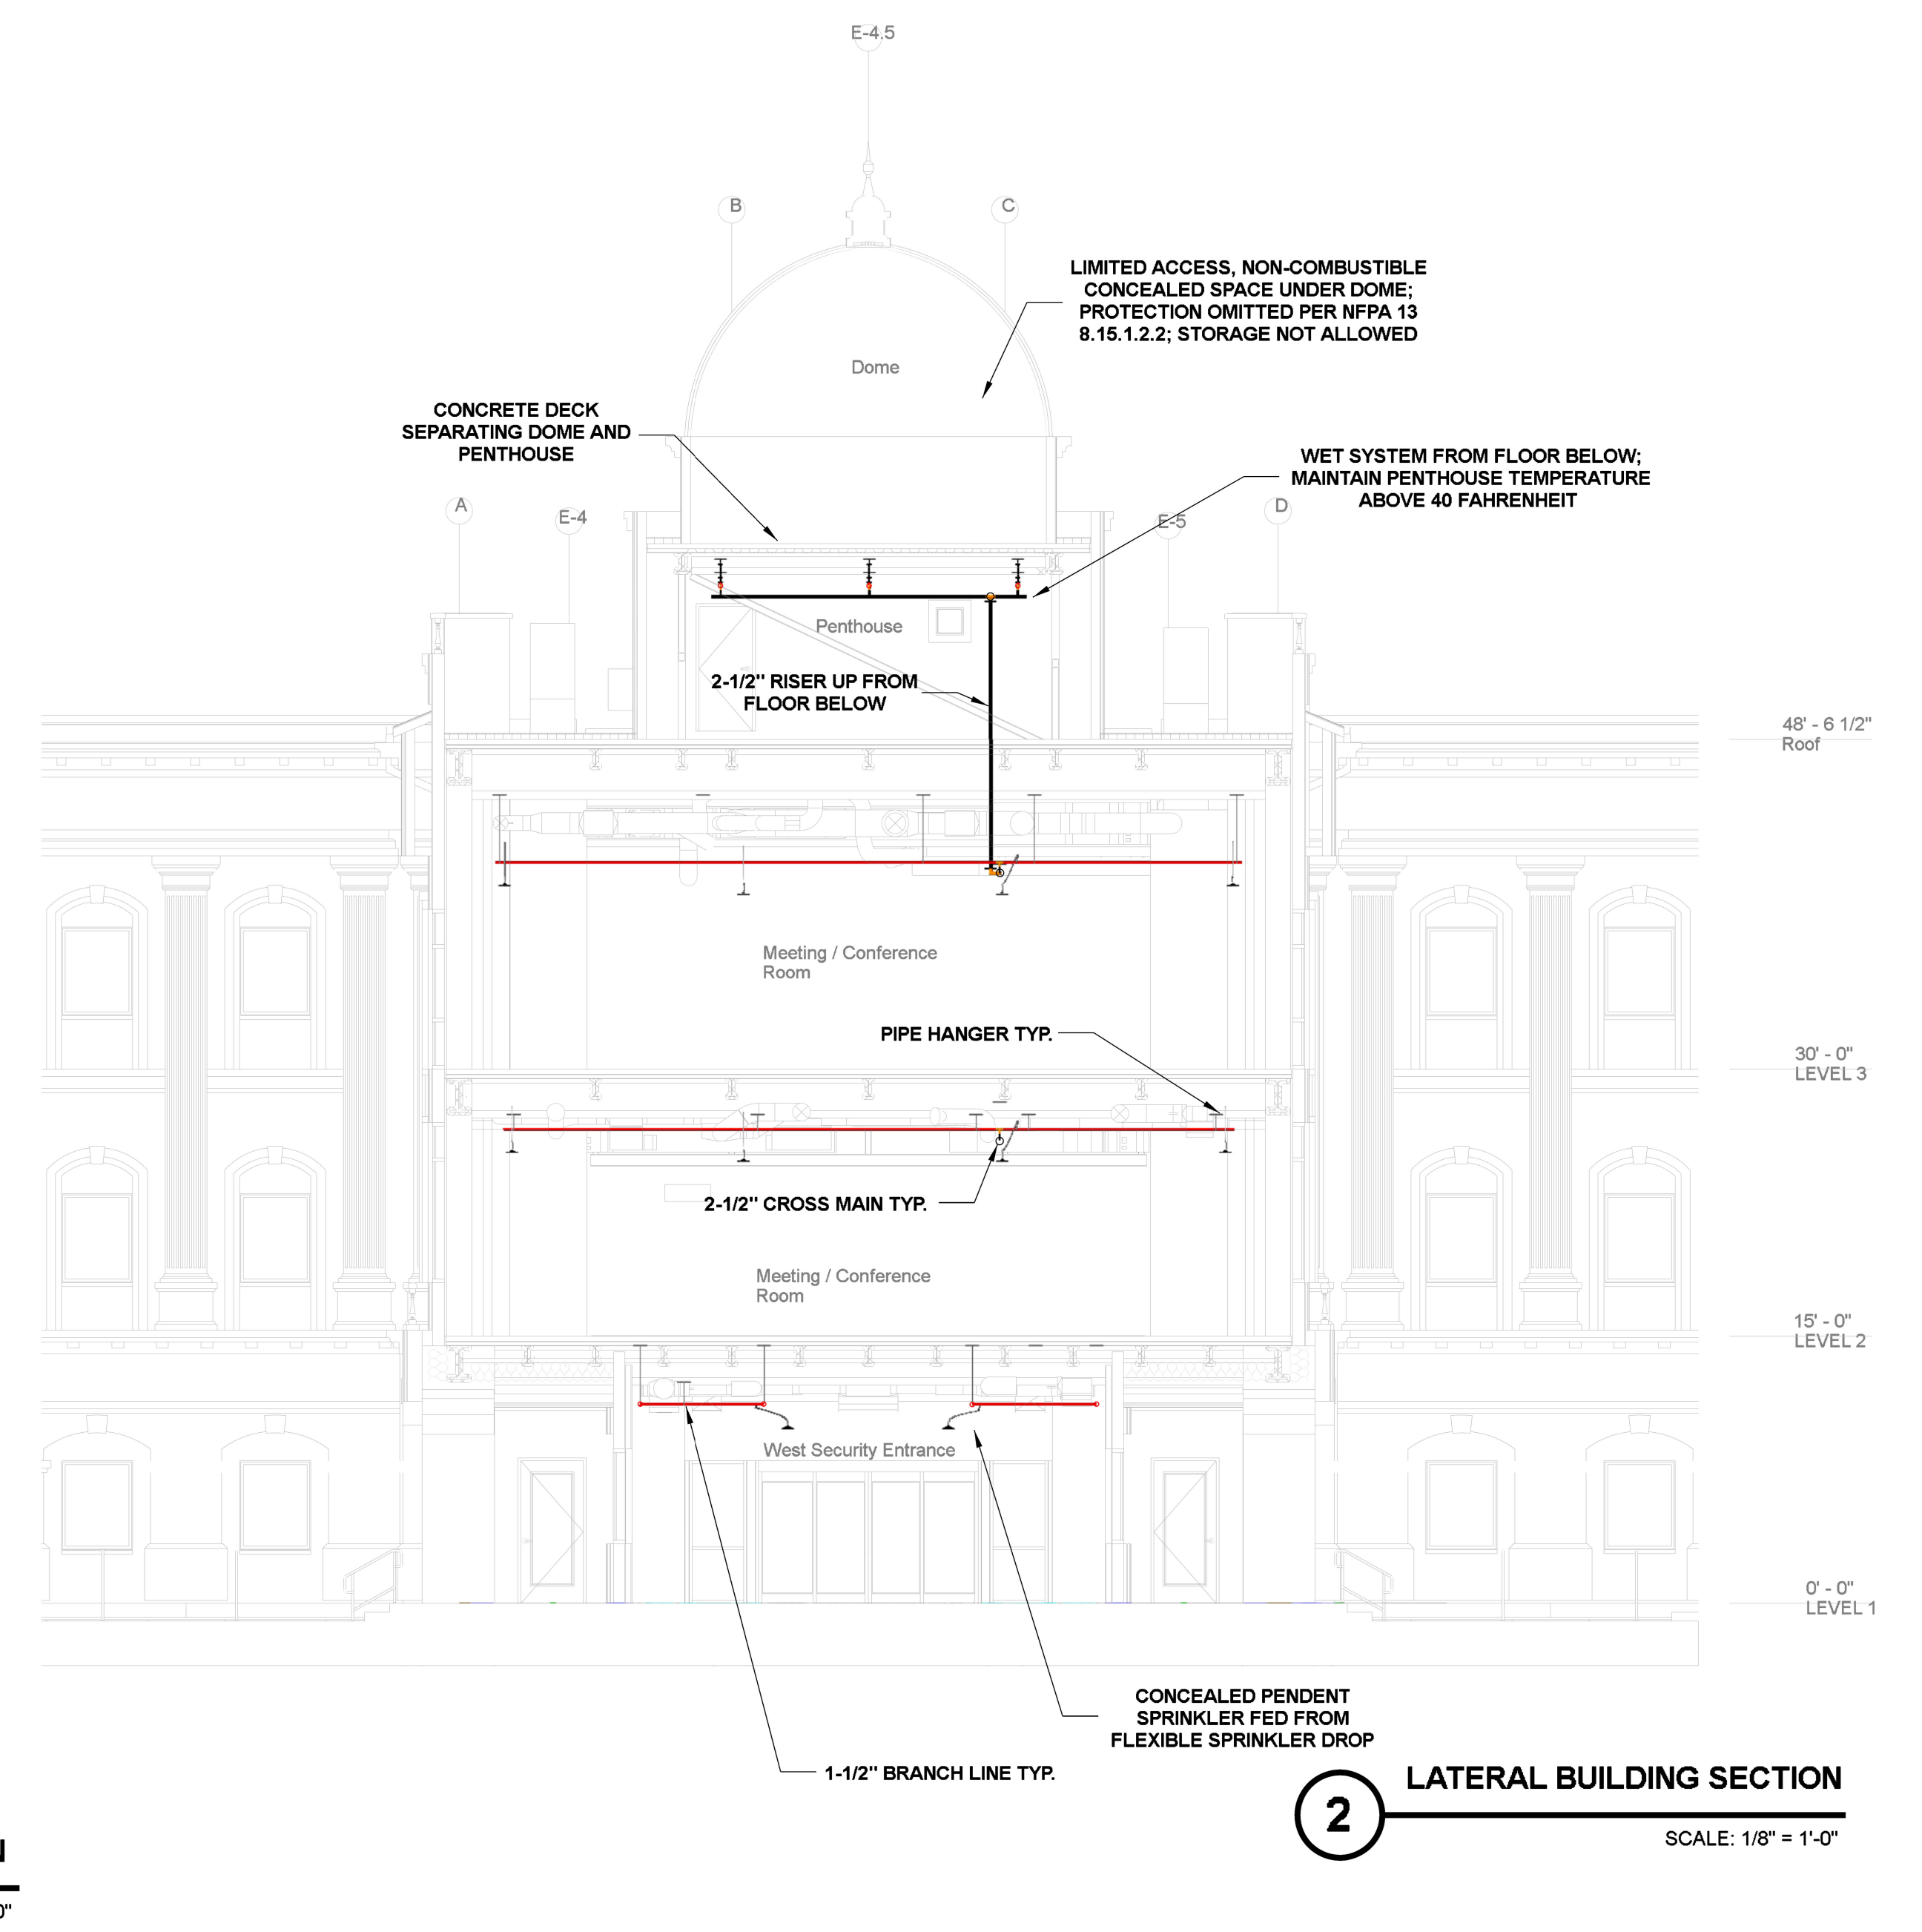 E-4.5
B
C
LIMITED ACCESS, NON-COMBUSTIBLE
CONCEALED SPACE UNDER DOME;
PROTECTION OMITTED PER NFPA 13
8.15.1.2.2; STORAGE NOT ALLOWED
Dome
CONCRETE DECK
SEPARATING DOME AND
PENTHOUSE
WET SYSTEM FROM FLOOR BELOW;
MAINTAIN PENTHOUSE TEMPERATURE
ABOVE 40 FAHRENHEIT
A
E-4
E-5
D
Penthouse
2-1/2" RISER UP FROM
FLOOR BELOW
48' - 6 1/2"
Roof
Meeting / Conference
Room
PIPE HANGER TYP.
30' - 0"
LEVEL 3
2-1/2" CROSS MAIN TYP.
Meeting / Conference
Room
15' - 0"
LEVEL 2
West Security Entrance
0' - 0"
LEVEL 1
CONCEALED PENDENT
SPRINKLER FED FROM
FLEXIBLE SPRINKLER DROP
1-1/2" BRANCH LINE TYP.
2
LATERAL BUILDING SECTION
SCALE: 1/8" = 1'-0"